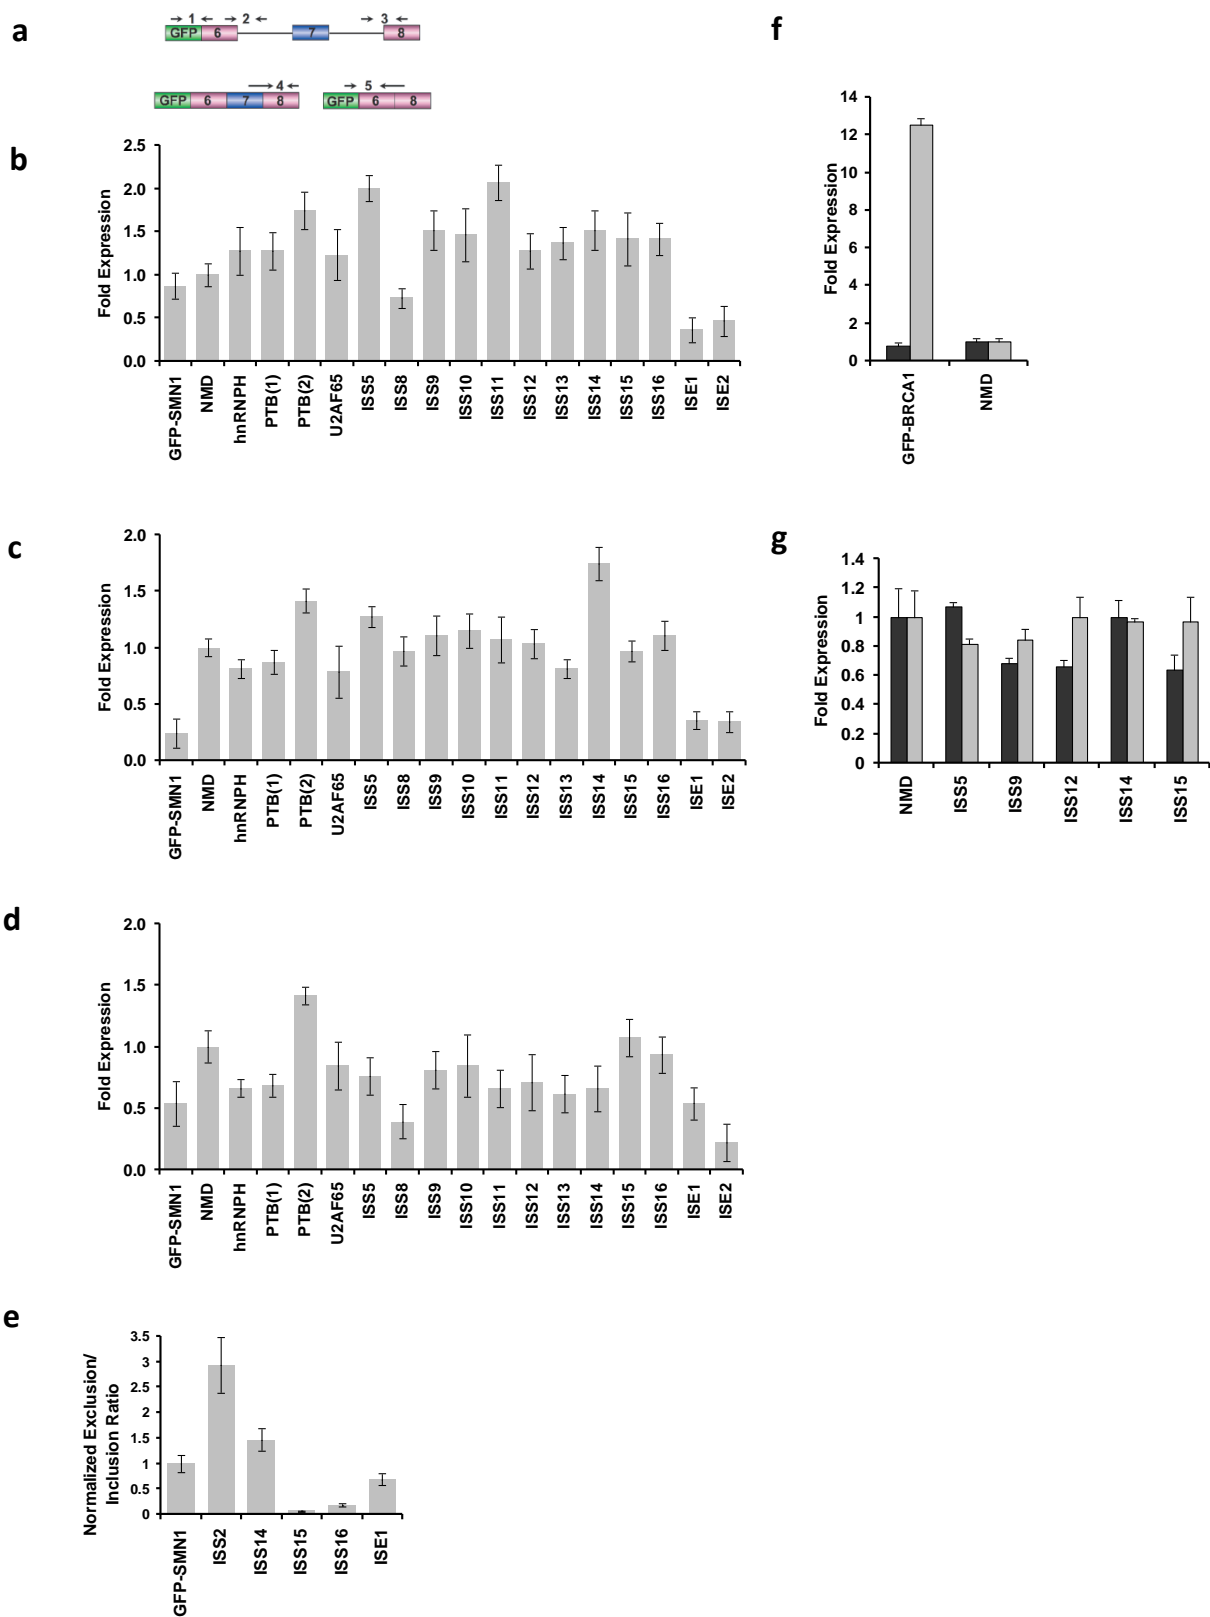 a
1 2 3
GFP 6 7 8
4 5
GFP 6 7 8 GFP 6 8
b
Fold Expression
2.5
2.0
1.5
1.0
0.5
0.0
GFP-SMN1 NMD hnRNPH PTB(1) PTB(2) U2AF65 ISS5 ISS8 ISS9 ISS10 ISS11 ISS12 ISS13 ISS14 ISS15 ISS16 ISE1 ISE2
c
Fold Expression
2.0
1.5
1.0
0.5
0.0
GFP-SMN1 NMD hnRNPH PTB(1) PTB(2) U2AF65 ISS5 ISS8 ISS9 ISS10 ISS11 ISS12 ISS13 ISS14 ISS15 ISS16 ISE1 ISE2
d
Fold Expression
2.0
1.5
1.0
0.5
0.0
GFP-SMN1 NMD hnRNPH PTB(1) PTB(2) U2AF65 ISS5 ISS8 ISS9 ISS10 ISS11 ISS12 ISS13 ISS14 ISS15 ISS16 ISE1 ISE2
e
Normalized Exclusion/
Inclusion Ratio
3.5
3
2.5
2
1.5
1
0.5
0
GFP-SMN1 ISS2 ISS14 ISS15 ISS16 ISE1
f
Fold Expression
14
12
10
8
6
4
2
0
GFP-BRCA1 NMD
g
Fold Expression
1.4
1.2
1
0.8
0.6
0.4
0.2
0
NMD ISS5 ISS9 ISS12 ISS14 ISS15